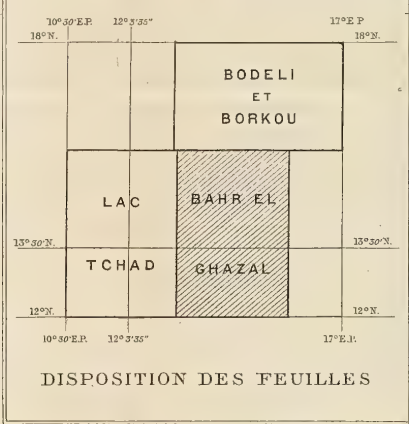 10°30'E.P. 12°3'35" 17°E P
18°N. 18°N.
BODELI
ET
BORKOU
LAC BAHR EL
13°30'N. 13°30'N.
TCHAD GHAZAL
12°N. 12°N.
10°30'E.P. 12°3'35" 17°E.P.
DISPOSITION DES FEUILLES